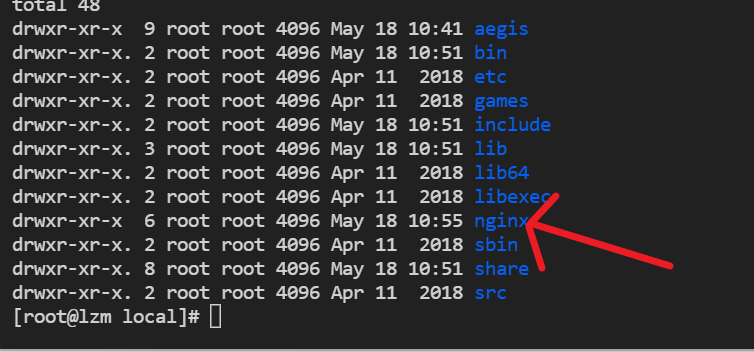 total 48
drwxr-xr-x  9 root root 4096 May 18 10:41 aegis
drwxr-xr-x. 2 root root 4096 May 18 10:51 bin
drwxr-xr-x. 2 root root 4096 Apr 11  2018 etc
drwxr-xr-x. 2 root root 4096 Apr 11  2018 games
drwxr-xr-x. 2 root root 4096 May 18 10:51 include
drwxr-xr-x. 3 root root 4096 May 18 10:51 lib
drwxr-xr-x. 2 root root 4096 Apr 11  2018 lib64
drwxr-xr-x. 2 root root 4096 Apr 11  2018 libexec
drwxr-xr-x  6 root root 4096 May 18 10:55 nginx
drwxr-xr-x. 2 root root 4096 Apr 11  2018 sbin
drwxr-xr-x. 8 root root 4096 May 18 10:51 share
drwxr-xr-x. 2 root root 4096 Apr 11  2018 src
[root@lzm local]#